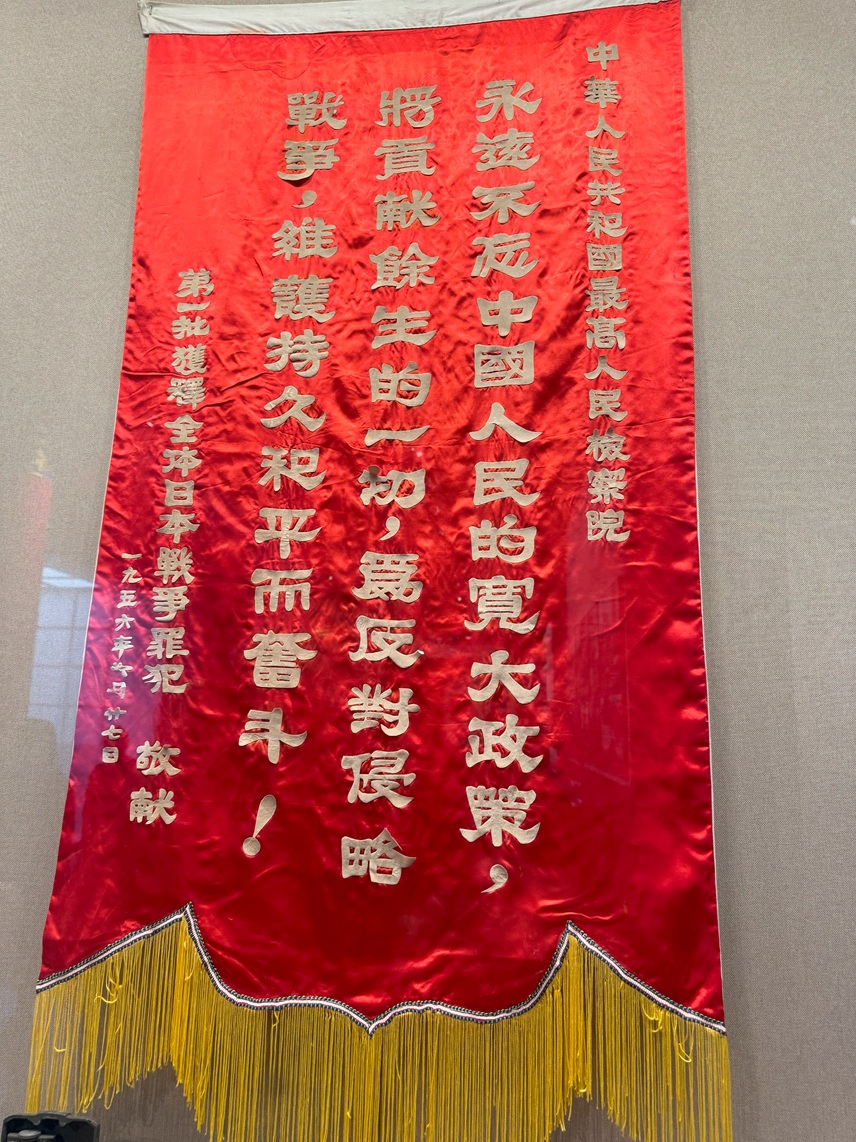 中華人民共和國最高人民檢察院
永遠不忘中國人民的寬大政策，
將貢献餘生的一切，爲反對侵略
戰爭，維護持久和平而奮斗！
第一批獲釋全体日本戰爭罪犯 敬献
一九五六年六月廿七日